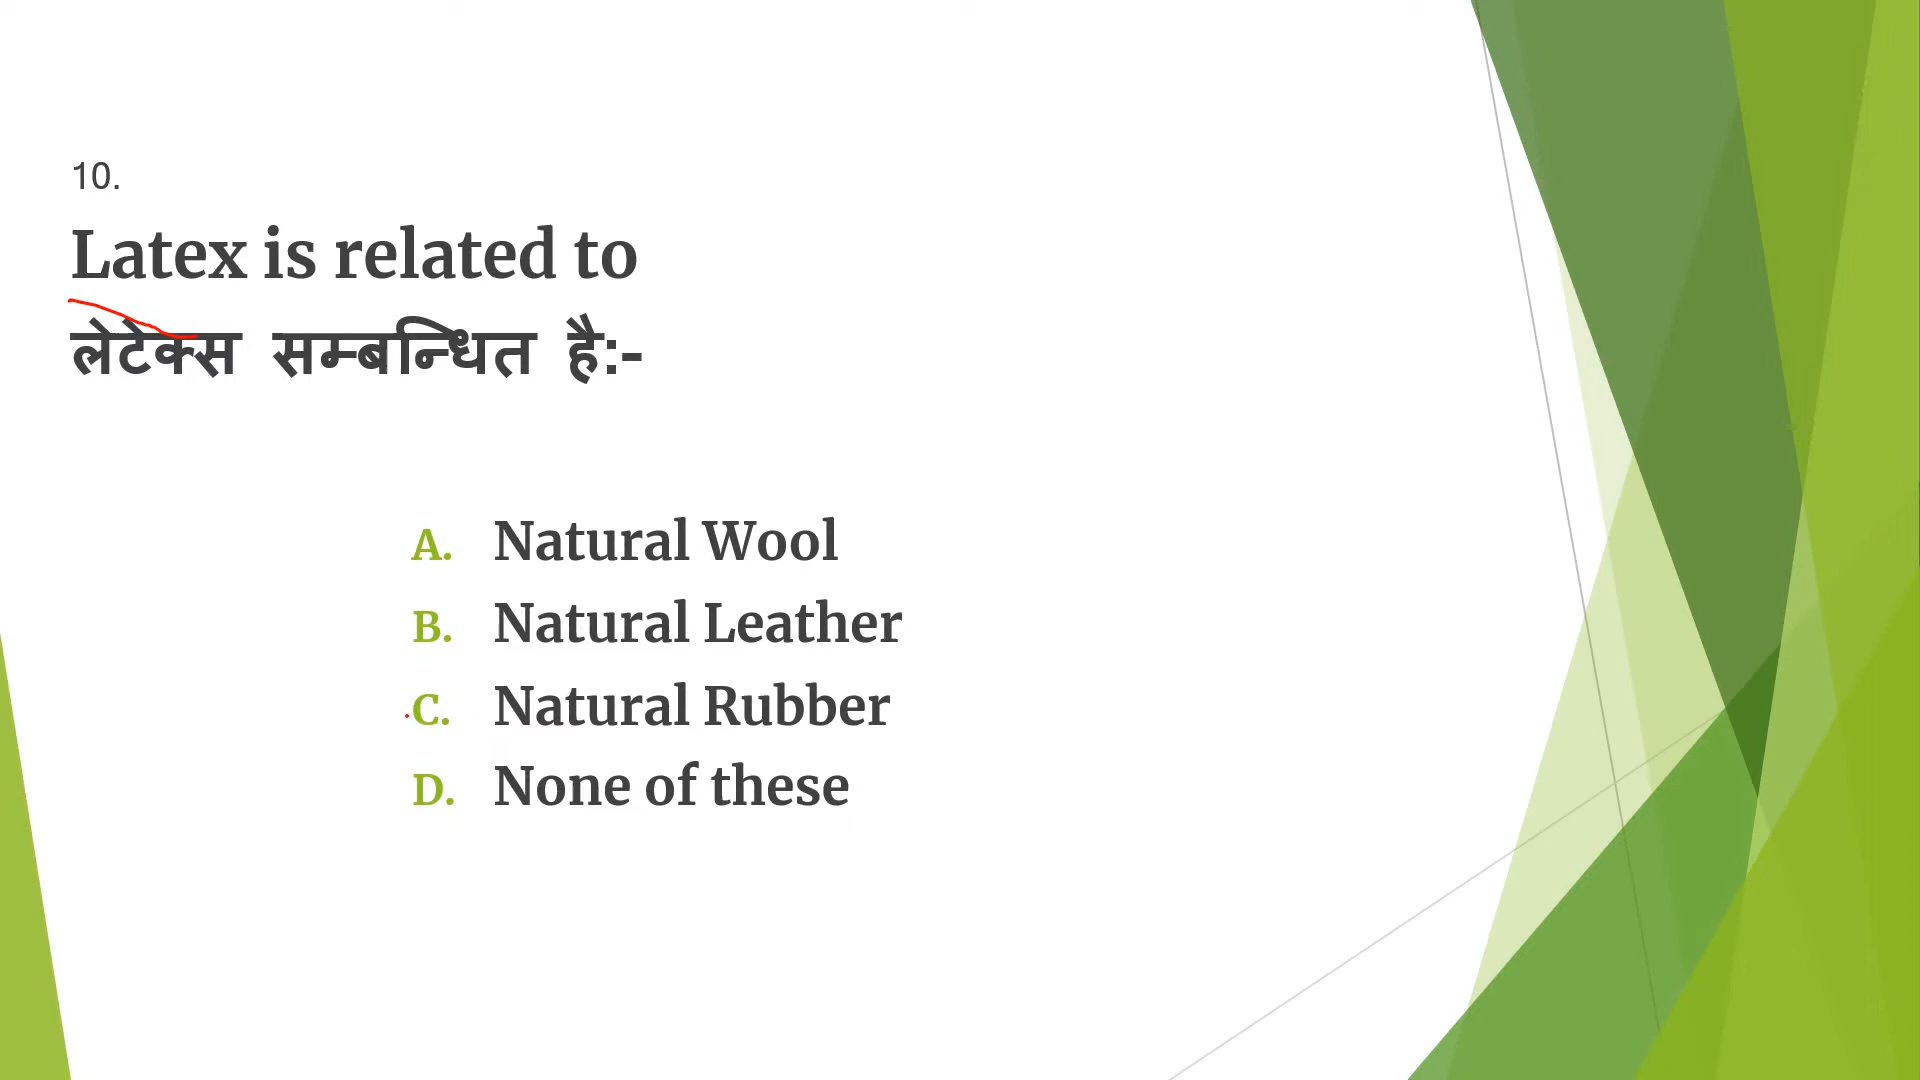 10.
Latex is related to
लेटेक्स सम्बन्धित है:-
A. Natural Wool
B. Natural Leather
C. Natural Rubber
D. None of these